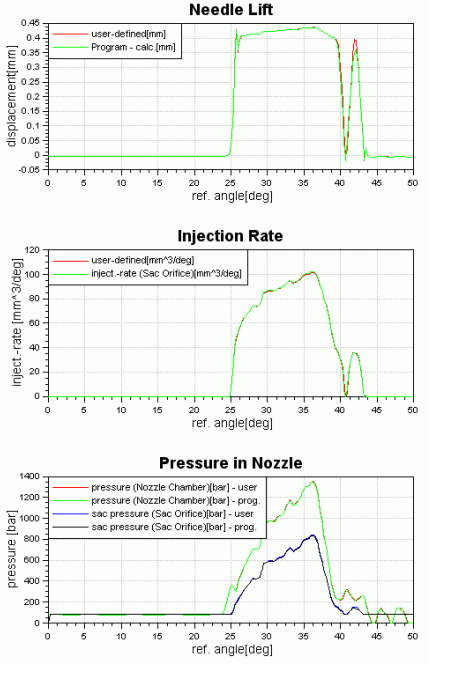 Needle Lift
user-defined[mm]
Program - calc.[mm]
displacement[mm]
0.45
0.4
0.35
0.3
0.25
0.2
0.15
0.1
0.05
0
-0.05
0 5 10 15 20 25 30 35 40 45 50
ref. angle[deg]
Injection Rate
user-defined[mm^3/deg]
inject.-rate (Sac Orifice)[mm^3/deg]
inject.-rate [mm^3/deg]
120
100
80
60
40
20
0
0 5 10 15 20 25 30 35 40 45 50
ref. angle[deg]
Pressure in Nozzle
pressure (Nozzle Chamber)[bar] - user
pressure (Nozzle Chamber)[bar] - prog.
sac pressure (Sac Orifice)[bar] - user
sac pressure (Sac Orifice)[bar] - prog.
pressure [bar]
1400
1200
1000
800
600
400
200
0
0 5 10 15 20 25 30 35 40 45 50
ref. angle[deg]